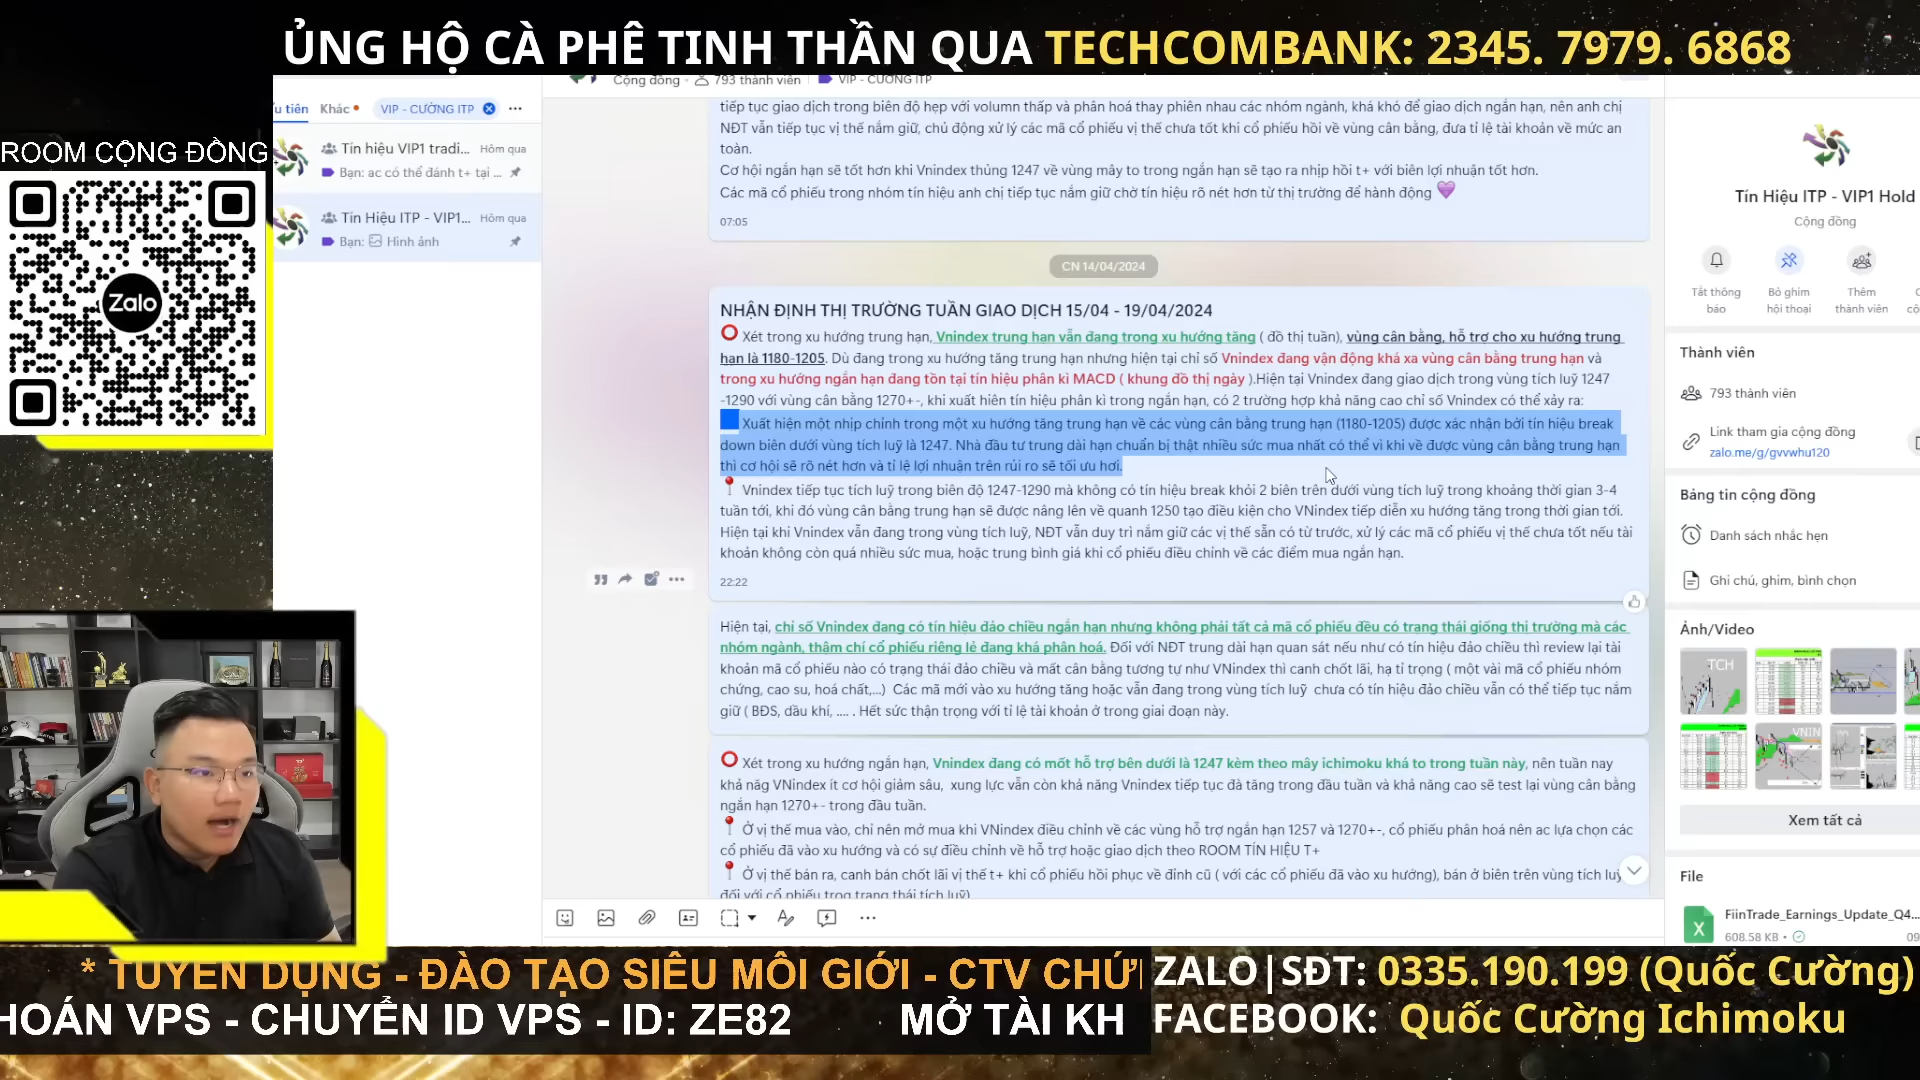 ỦNG HỘ CÀ PHÊ TINH THẦN QUA TECHCOMBANK: 2345. 7979. 6868
Cộng đồng - 793 thành viên VIP - CƯỜNG ITP
Ưu tiên Khác VIP - CƯỜNG ITP
ROOM CỘNG ĐỒNG
Zalo
Tín hiệu VIP1 tradi... Hôm qua
Bạn: ac có thể đánh t+ tại ...
Tín Hiệu ITP - VIP1... Hôm qua
Bạn: Hình ảnh
tiếp tục giao dịch trong biên độ hẹp với volumn thấp và phân hoá thay phiên nhau các nhóm ngành, khá khó để giao dịch ngắn hạn, nên anh chị
NĐT vẫn tiếp tục vị thế nắm giữ, chủ động xử lý các mã cổ phiếu vị thế chưa tốt khi cổ phiếu hồi về vùng cân bằng, đưa tỉ lệ tài khoản về mức an
toàn.
Cơ hội ngắn hạn sẽ tốt hơn khi Vnindex thủng 1247 về vùng mây to trong ngắn hạn sẽ tạo ra nhịp hồi t+ với biên lợi nhuận tốt hơn.
Các mã cổ phiếu trong nhóm tín hiệu anh chị tiếp tục nắm giữ chờ tín hiệu rõ nét hơn từ thị trường để hành động
07:05
CN 14/04/2024
NHẬN ĐỊNH THỊ TRƯỜNG TUẦN GIAO DỊCH 15/04 - 19/04/2024
Xét trong xu hướng trung hạn, Vnindex trung hạn vẫn đang trong xu hướng tăng ( đồ thị tuần), vùng cân bằng, hỗ trợ cho xu hướng trung
hạn là 1180-1205. Dù đang trong xu hướng tăng trung hạn nhưng hiện tại chỉ số Vnindex đang vận động khá xa vùng cân bằng trung hạn và
trong xu hướng ngắn hạn đang tồn tại tín hiệu phân kì MACD ( khung đồ thị ngày ).Hiện tại Vnindex đang giao dịch trong vùng tích luỹ 1247
-1290 với vùng cân bằng 1270+-, khi xuất hiên tín hiệu phân kì trong ngắn hạn, có 2 trường hợp khả năng cao chỉ số Vnindex có thể xảy ra:
Xuất hiện một nhịp chỉnh trong một xu hướng tăng trung hạn về các vùng cân bằng trung hạn (1180-1205) được xác nhận bởi tín hiệu break
down biên dưới vùng tích luỹ là 1247. Nhà đầu tư trung dài hạn chuẩn bị thật nhiều sức mua nhất có thể vì khi về được vùng cân bằng trung hạn
thì cơ hội sẽ rõ nét hơn và tỉ lệ lợi nhuận trên rủi ro sẽ tối ưu hơi.
Vnindex tiếp tục tích luỹ trong biên độ 1247-1290 mà không có tín hiệu break khỏi 2 biên trên dưới vùng tích luỹ trong khoảng thời gian 3-4
tuần tới, khi đó vùng cân bằng trung hạn sẽ được nâng lên về quanh 1250 tạo điều kiện cho VNindex tiếp diễn xu hướng tăng trong thời gian tới.
Hiện tại khi Vnindex vẫn đang trong vùng tích luỹ, NĐT vẫn duy trì nắm giữ các vị thế sẵn có từ trước, xử lý các mã cổ phiếu vị thế chưa tốt nếu tài
khoản không còn quá nhiều sức mua, hoặc trung bình giá khi cổ phiếu điều chỉnh về các điểm mua ngắn hạn.
22:22
Hiện tại, chỉ số Vnindex đang có tín hiệu đảo chiều ngắn hạn nhưng không phải tất cả mã cổ phiếu đều có trạng thái giống thị trường mà các
nhóm ngành, thậm chí cổ phiếu riêng lẻ đang khá phân hoá. Đối với NĐT trung dài hạn quan sát nếu như có tín hiệu đảo chiều thì review lại tài
khoản mã cổ phiếu nào có trạng thái đảo chiều và mất cân bằng tương tự như VNindex thì canh chốt lãi, hạ tỉ trọng ( một vài mã cổ phiếu nhóm
chứng, cao su, hoá chất,...) Các mã mới vào xu hướng tăng hoặc vẫn đang trong vùng tích luỹ chưa có tín hiệu đảo chiều vẫn có thể tiếp tục nắm
giữ ( BĐS, dầu khí, .... . Hết sức thận trọng với tỉ lệ tài khoản ở trong giai đoạn này.
Xét trong xu hướng ngắn hạn, Vnindex đang có mốt hỗ trợ bên dưới là 1247 kèm theo mây ichimoku khá to trong tuần này, nên tuần nay
khả năg VNindex ít cơ hội giảm sâu, xung lực vẫn còn khả năng Vnindex tiếp tục đà tăng trong đầu tuần và khả năng cao sẽ test lại vùng cân bằng
ngắn hạn 1270+- trong đầu tuần.
Ở vị thế mua vào, chỉ nên mở mua khi VNindex điều chỉnh về các vùng hỗ trợ ngắn hạn 1257 và 1270+-, cổ phiếu phân hoá nên ac lựa chọn các
cổ phiếu đã vào xu hướng và có sự điều chỉnh về hỗ trợ hoặc giao dịch theo ROOM TÍN HIỆU T+
Ở vị thế bán ra, canh bán chốt lãi vị thế t+ khi cổ phiếu hồi phục về đỉnh cũ ( với các cổ phiếu đã vào xu hướng), bán ở biên trên vùng tích luỹ
đối với cổ phiếu trog trang thái tích luỹ)
Tín Hiệu ITP - VIP1 Hold
Cộng đồng
Tắt thông báo
Bỏ ghim hội thoại
Thêm thành viên
Thành viên
793 thành viên
Link tham gia cộng đồng
zalo.me/g/gvvwhu120
Bảng tin cộng đồng
Danh sách nhắc hẹn
Ghi chú, ghim, bình chọn
Ảnh/Video
TCH
VNIN
Xem tất cả
File
FiinTrade_Earnings_Update_Q4...
608.58 KB
* TUYỂN DỤNG - ĐÀO TẠO SIÊU MÔI GIỚI - CTV CHỨ
HOÁN VPS - CHUYỂN ID VPS - ID: ZE82 MỞ TÀI KH
ZALO|SĐT: 0335.190.199 (Quốc Cường)
FACEBOOK: Quốc Cường Ichimoku